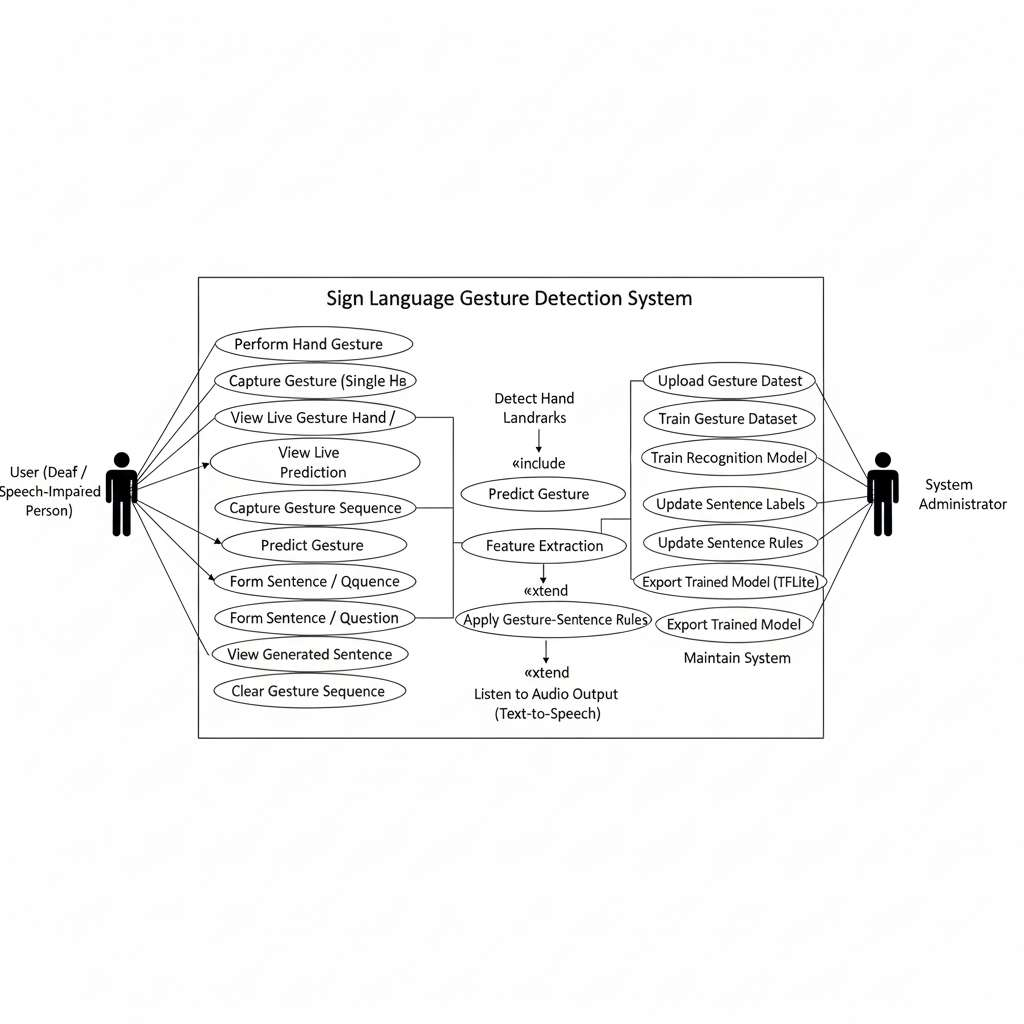 Sign Language Gesture Detection System
User (Deaf /
Speech-Impaired
Person)
Perform Hand Gesture
Capture Gesture (Single Ha
View Live Gesture Hand /
View Live
Prediction
Capture Gesture Sequence
Predict Gesture
Form Sentence / Qquence
Form Sentence / Question
View Generated Sentence
Clear Gesture Sequence
Detect Hand
Landrarks
«include
Predict Gesture
Feature Extraction
«xtend
Apply Gesture-Sentence Rules
«xtend
Listen to Audio Output
(Text-to-Speech)
Upload Gesture Datest
Train Gesture Dataset
Train Recognition Model
Update Sentence Labels
Update Sentence Rules
Export Trained Model (TFLite)
Export Trained Model
Maintain System
System
Administrator